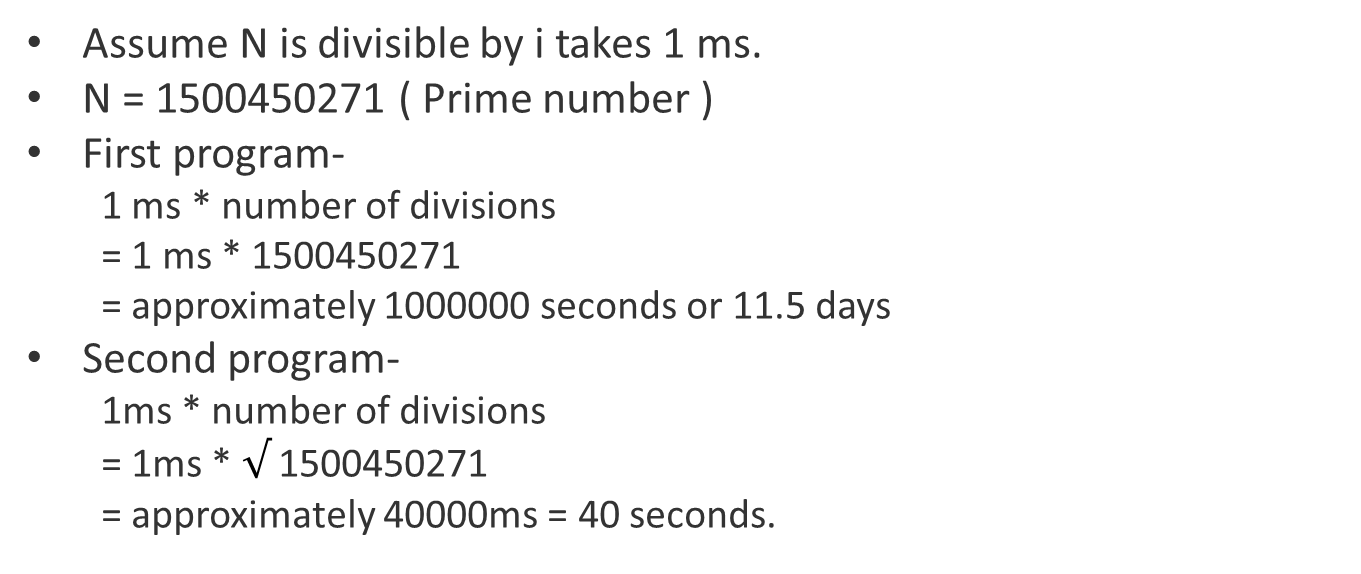 • Assume N is divisible by i takes 1 ms.
• N = 1500450271 ( Prime number )
• First program-
1 ms * number of divisions
= 1 ms * 1500450271
= approximately 1000000 seconds or 11.5 days
• Second program-
1ms * number of divisions
= 1ms * √ 1500450271
= approximately 40000ms = 40 seconds.